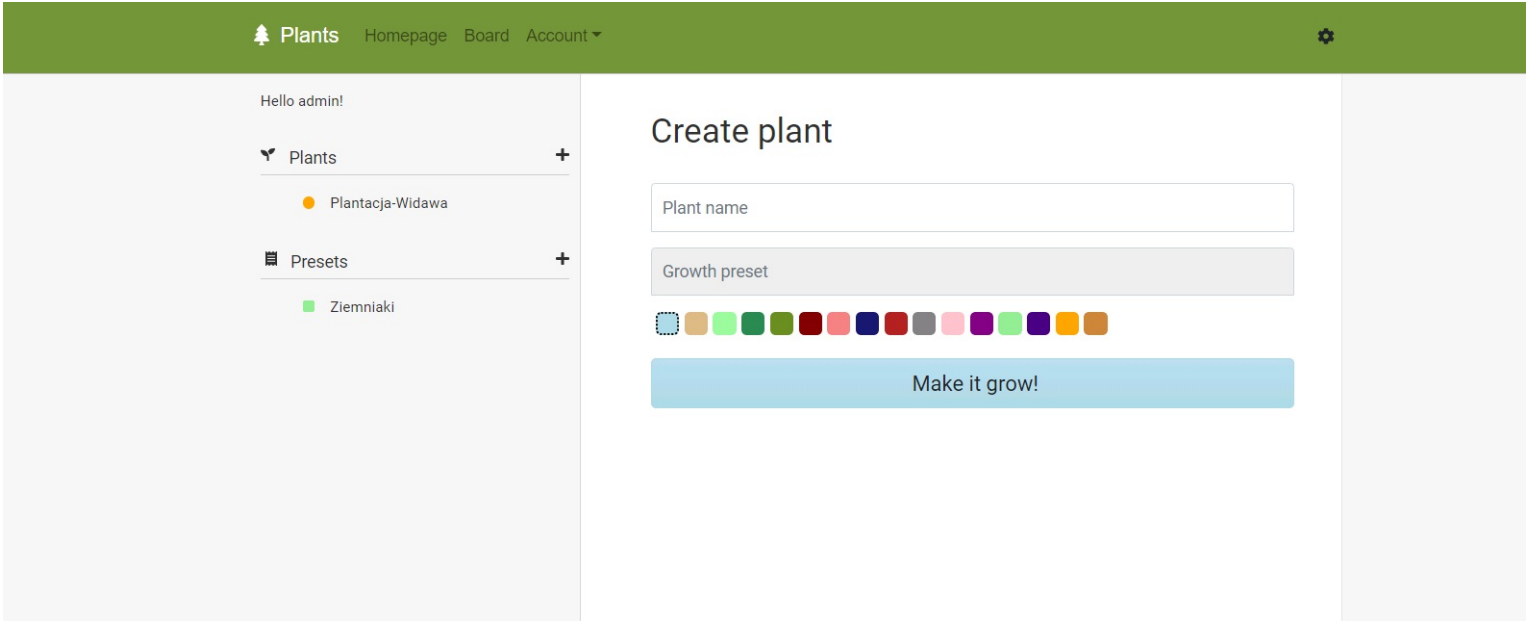 Plants Homepage Board Account
Hello admin!
Plants
Plantacja-Widawa
Presets
Ziemniaki
Create plant
Plant name
Growth preset
Make it grow!